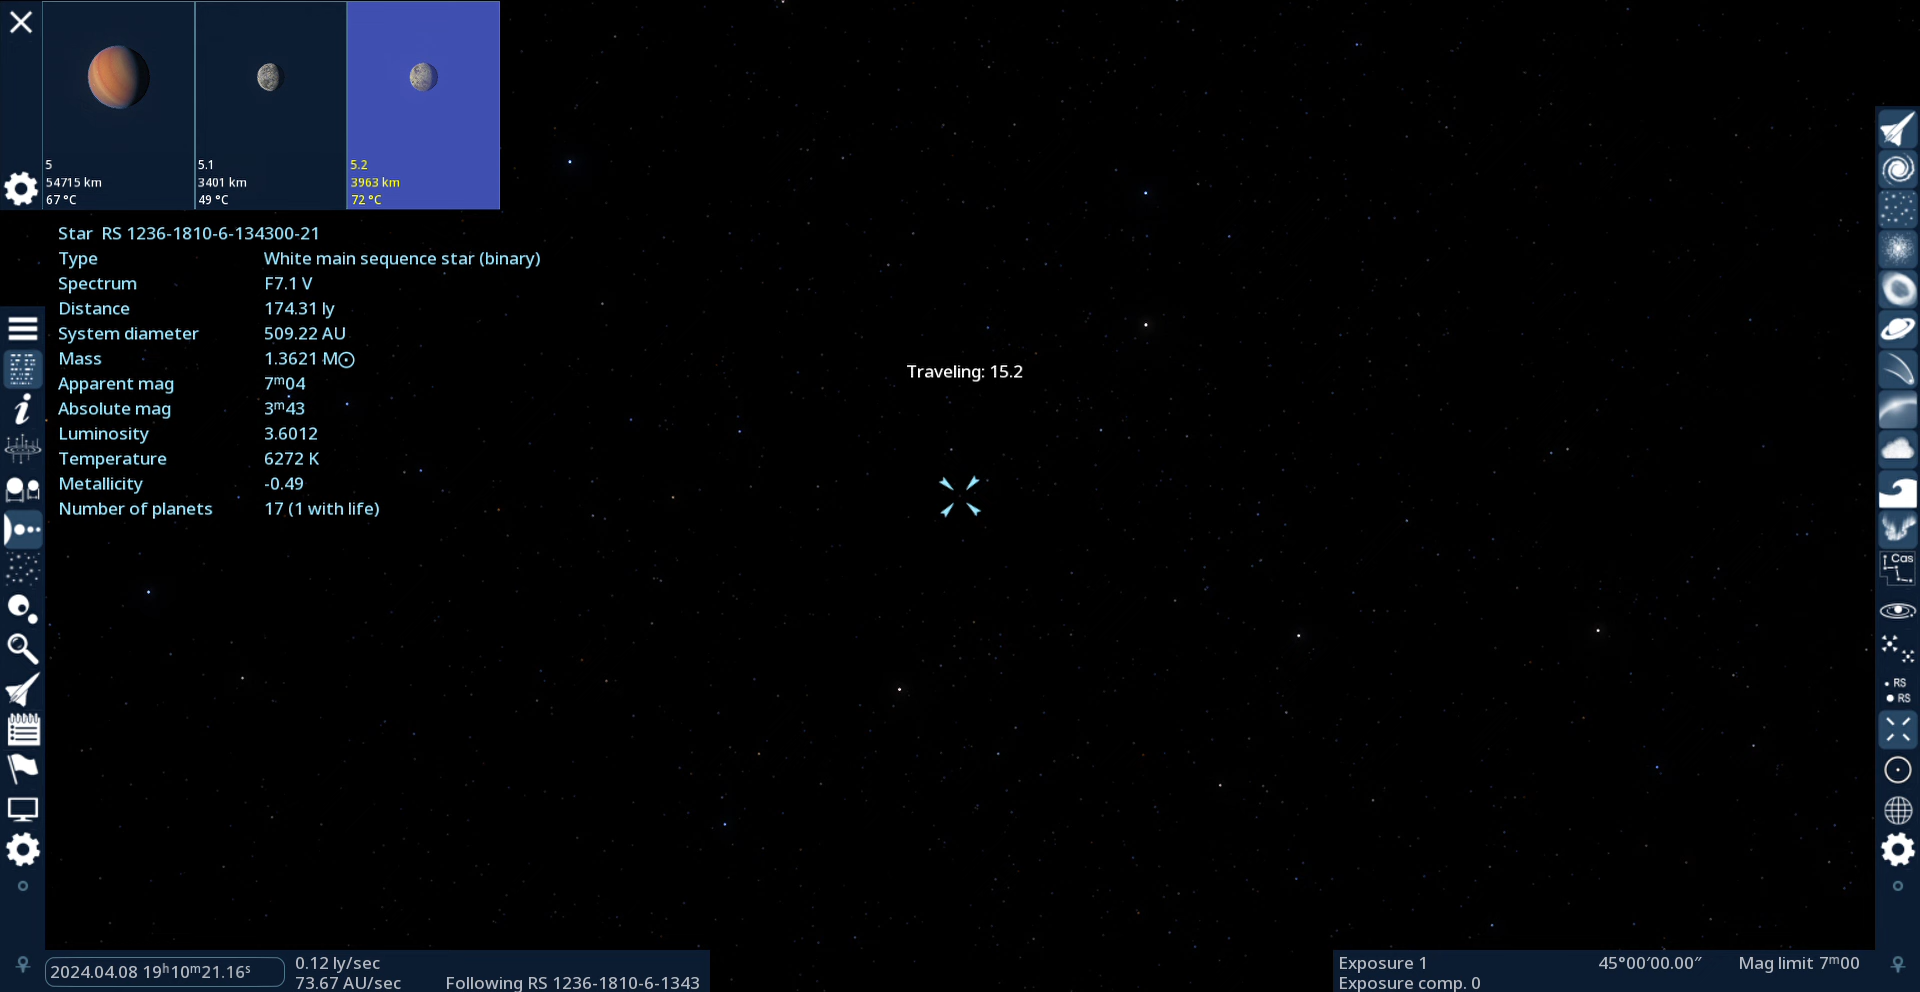 5
54715 km
67 °C
5.1
3401 km
49 °C
5.2
3963 km
72 °C
Star RS 1236-1810-6-134300-21
Type White main sequence star (binary)
Spectrum F7.1 V
Distance 174.31 ly
System diameter 509.22 AU
Mass 1.3621 M☉
Apparent mag 7ᵐ04
Absolute mag 3ᵐ43
Luminosity 3.6012
Temperature 6272 K
Metallicity -0.49
Number of planets 17 (1 with life)
Traveling: 15.2
Cas
RS
RS
2024.04.08 19ʰ10ᵐ21.16ˢ
0.12 ly/sec
73.67 AU/sec
Following RS 1236-1810-6-1343
Exposure 1
Exposure comp. 0
45°00′00.00″
Mag limit 7ᵐ00